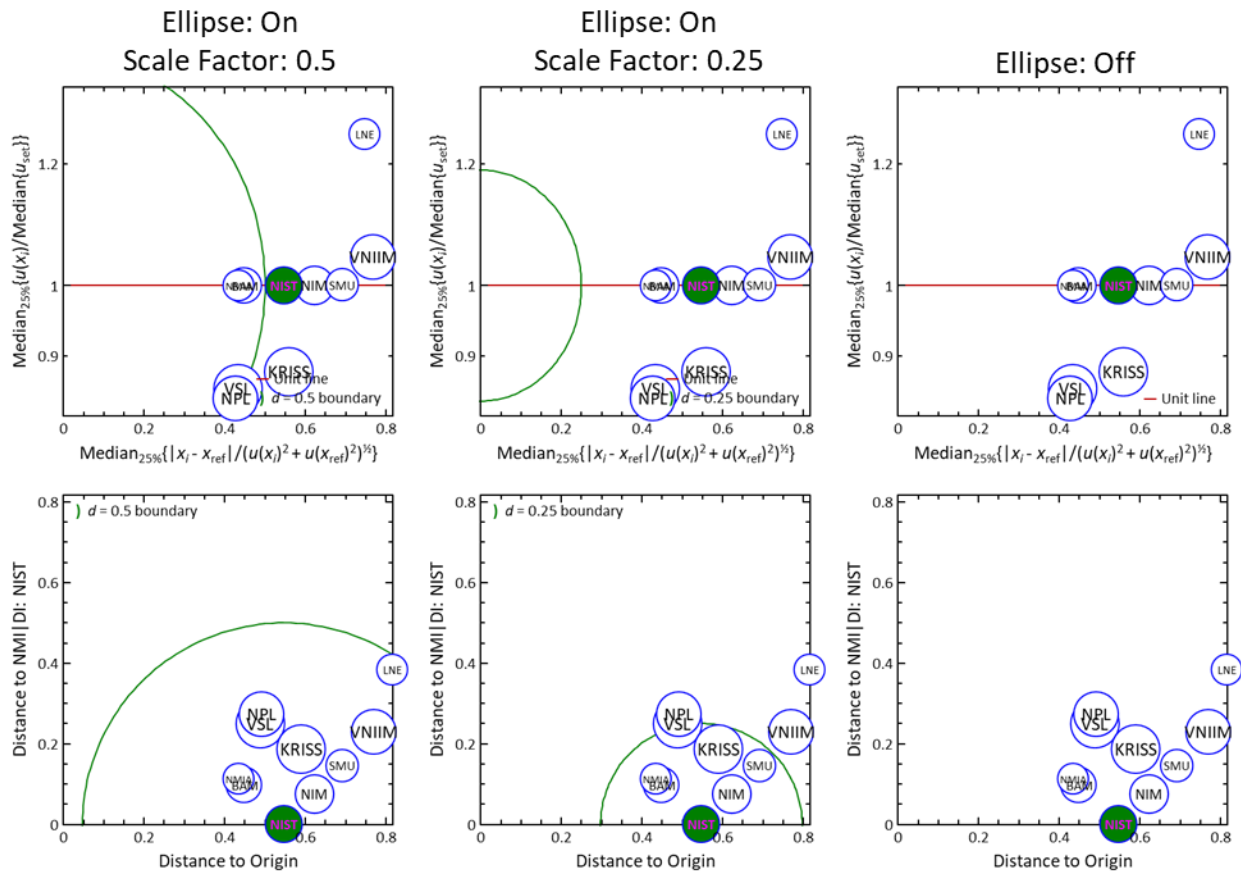 Ellipse: On
Scale Factor: 0.5
Ellipse: On
Scale Factor: 0.25
Ellipse: Off
Median25%{u(xᵢ)/Median{uset}}
1.2
1
0.9
LNE
VNIIM
NMIA
BAM
NIST
NIM
SMU
KRISS
VSL
NPL
Unit line
d = 0.5 boundary
0
0.2
0.4
0.6
0.8
Median25%{|xᵢ - xref|/(u(xᵢ)² + u(xref)²)½}
Median25%{u(xᵢ)/Median{uset}}
1.2
1
0.9
LNE
VNIIM
NMIA
BAM
NIST
NIM
SMU
KRISS
VSL
NPL
Unit line
d = 0.25 boundary
0
0.2
0.4
0.6
0.8
Median25%{|xᵢ - xref|/(u(xᵢ)² + u(xref)²)½}
Median25%{u(xᵢ)/Median{uset}}
1.2
1
0.9
LNE
VNIIM
NMIA
BAM
NIST
NIM
SMU
KRISS
VSL
NPL
Unit line
0
0.2
0.4
0.6
0.8
Median25%{|xᵢ - xref|/(u(xᵢ)² + u(xref)²)½}
Distance to NMI|DI: NIST
0.8
0.6
0.4
0.2
0
d = 0.5 boundary
LNE
NPL
VSL
VNIIM
KRISS
SMU
NMIA
BAM
NIM
NIST
0
0.2
0.4
0.6
0.8
Distance to Origin
Distance to NMI|DI: NIST
0.8
0.6
0.4
0.2
0
d = 0.25 boundary
LNE
NPL
VSL
VNIIM
KRISS
SMU
NMIA
BAM
NIM
NIST
0
0.2
0.4
0.6
0.8
Distance to Origin
Distance to NMI|DI: NIST
0.8
0.6
0.4
0.2
0
LNE
NPL
VSL
VNIIM
KRISS
SMU
NMIA
BAM
NIM
NIST
0
0.2
0.4
0.6
0.8
Distance to Origin